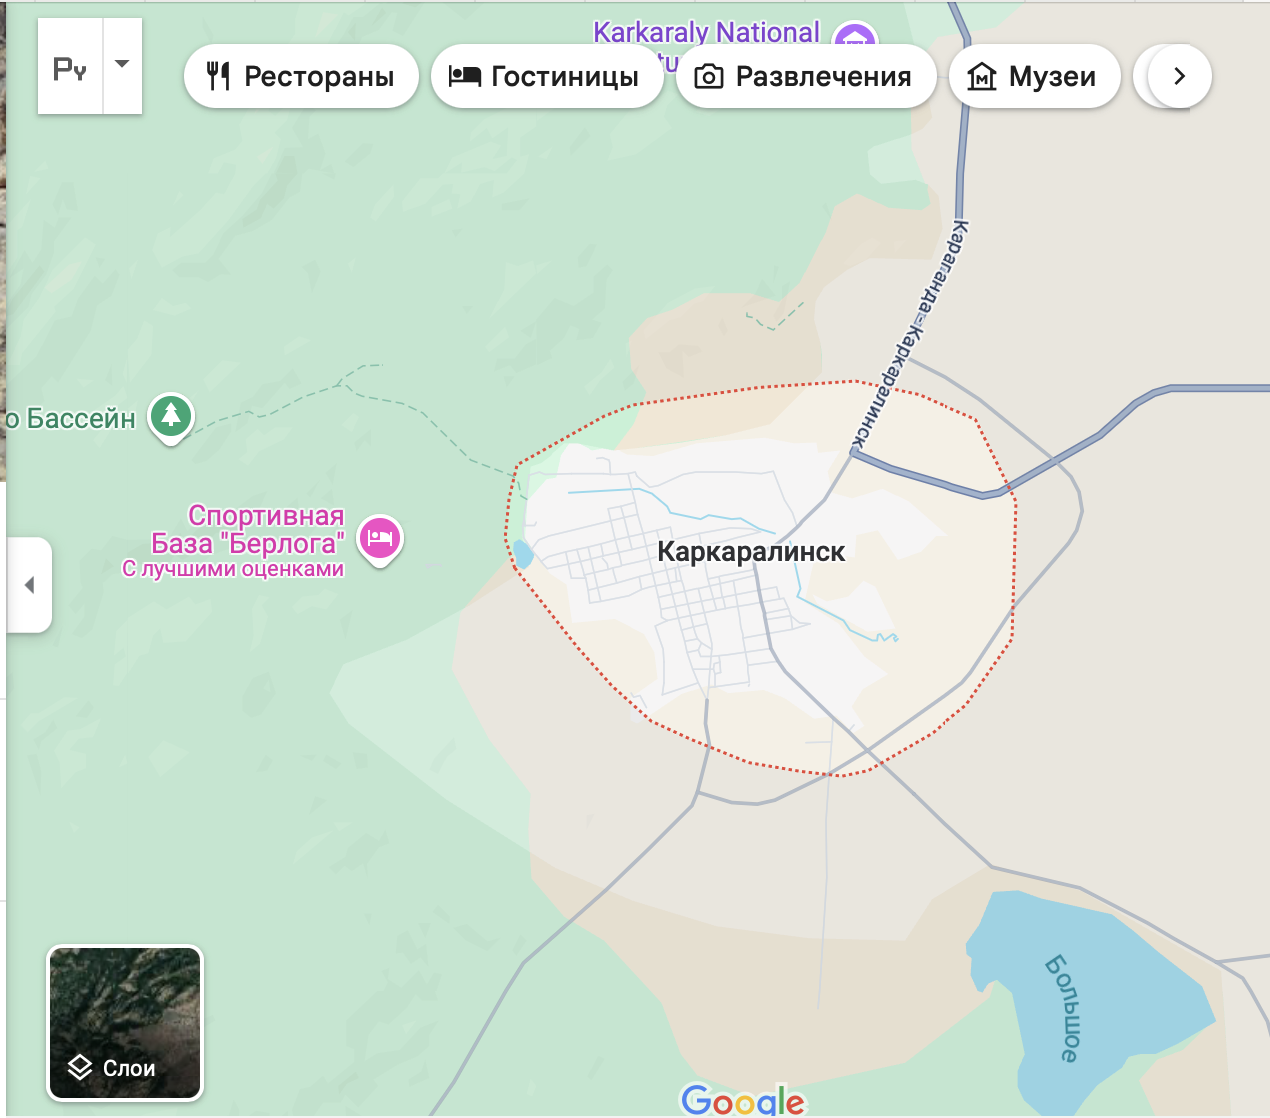 Karkaraly National
tu
Ру
Рестораны
Гостиницы
Развлечения
Музеи
Караганда - Каркаралинск
о Бассейн
Спортивная
База "Берлога"
С лучшими оценками
Каркаралинск
Большое
Слои
Google